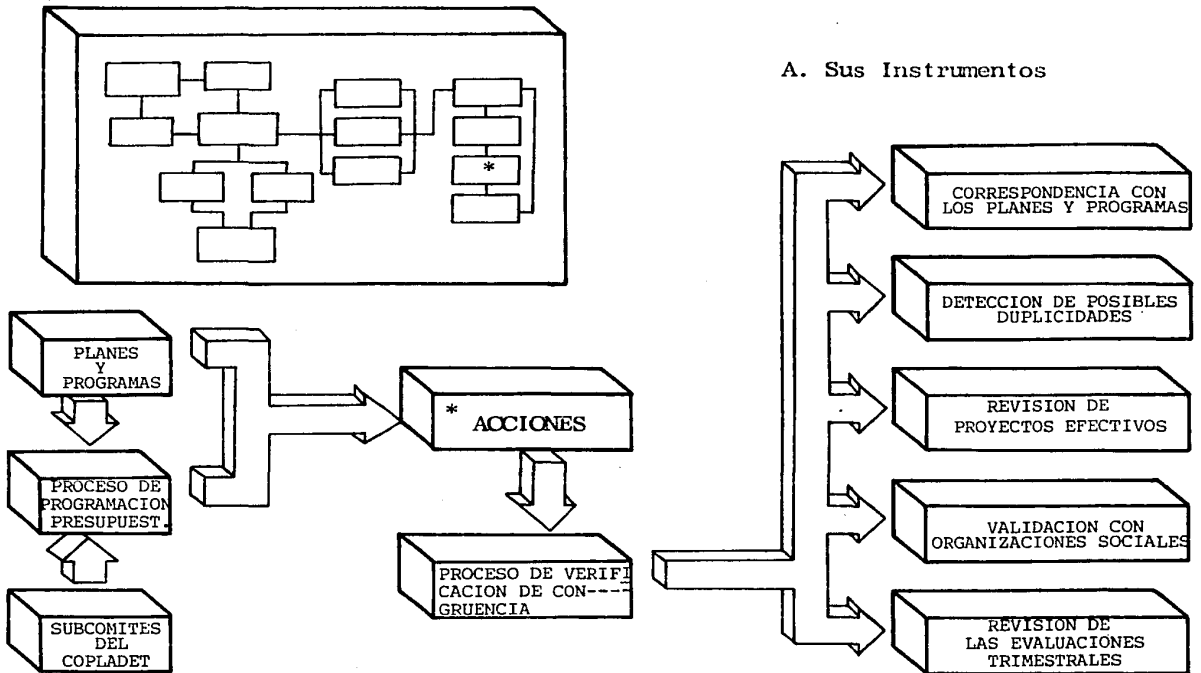 A. Sus Instrumentos
*
PLANES
Y
PROGRAMAS
PROCESO DE
PROGRAMACION
PRESUPUEST.
SUBCOMITES
DEL
COPLADET
* ACCIONES
PROCESO DE VERIFI
CACION DE CON----
GRUENCIA
CORRESPONDENCIA CON
LOS PLANES Y PROGRAMAS
DETECCION DE POSIBLES
DUPLICIDADES
REVISION DE
PROYECTOS EFECTIVOS
VALIDACION CON
ORGANIZACIONES SOCIALES
REVISION DE
LAS EVALUACIONES
TRIMESTRALES